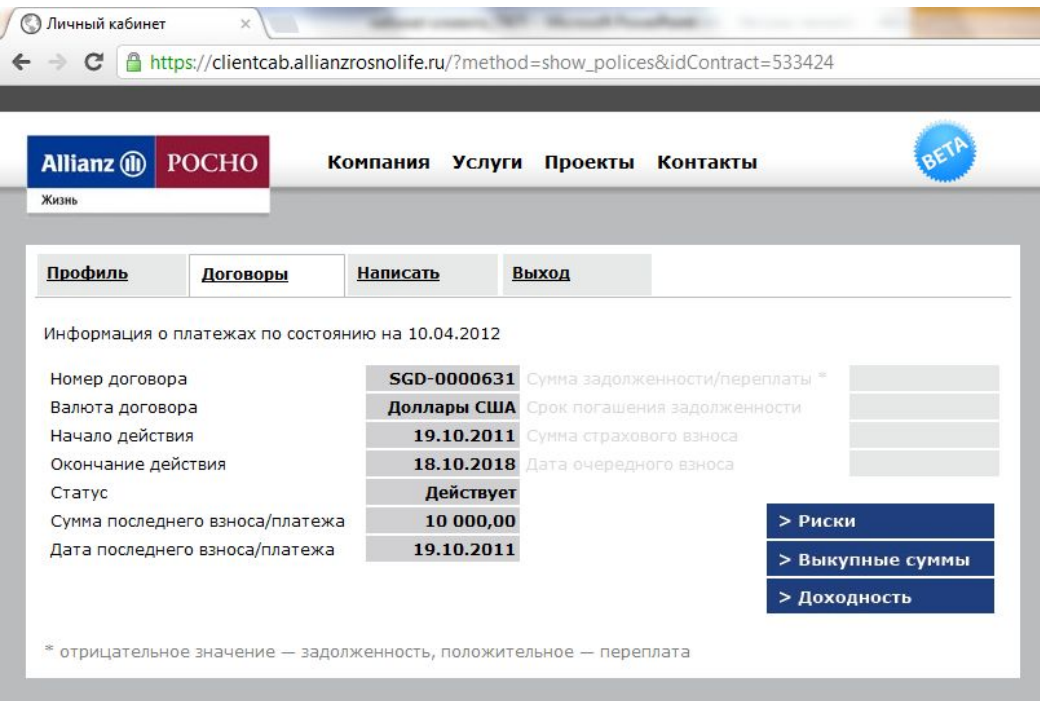 Личный кабинет
https://clientcab.allianzrosnolife.ru/?method=show_polices&idContract=533424
Allianz РОСНО
Жизнь
Компания Услуги Проекты Контакты
BETA
Профиль Договоры Написать Выход
Информация о платежах по состоянию на 10.04.2012
Номер договора SGD-0000631 Сумма задолженности/переплаты *
Валюта договора Доллары США Срок погашения задолженности
Начало действия 19.10.2011 Сумма страхового взноса
Окончание действия 18.10.2018 Дата очередного взноса
Статус Действует
Сумма последнего взноса/платежа 10 000,00
Дата последнего взноса/платежа 19.10.2011
> Риски
> Выкупные суммы
> Доходность
* отрицательное значение — задолженность, положительное — переплата